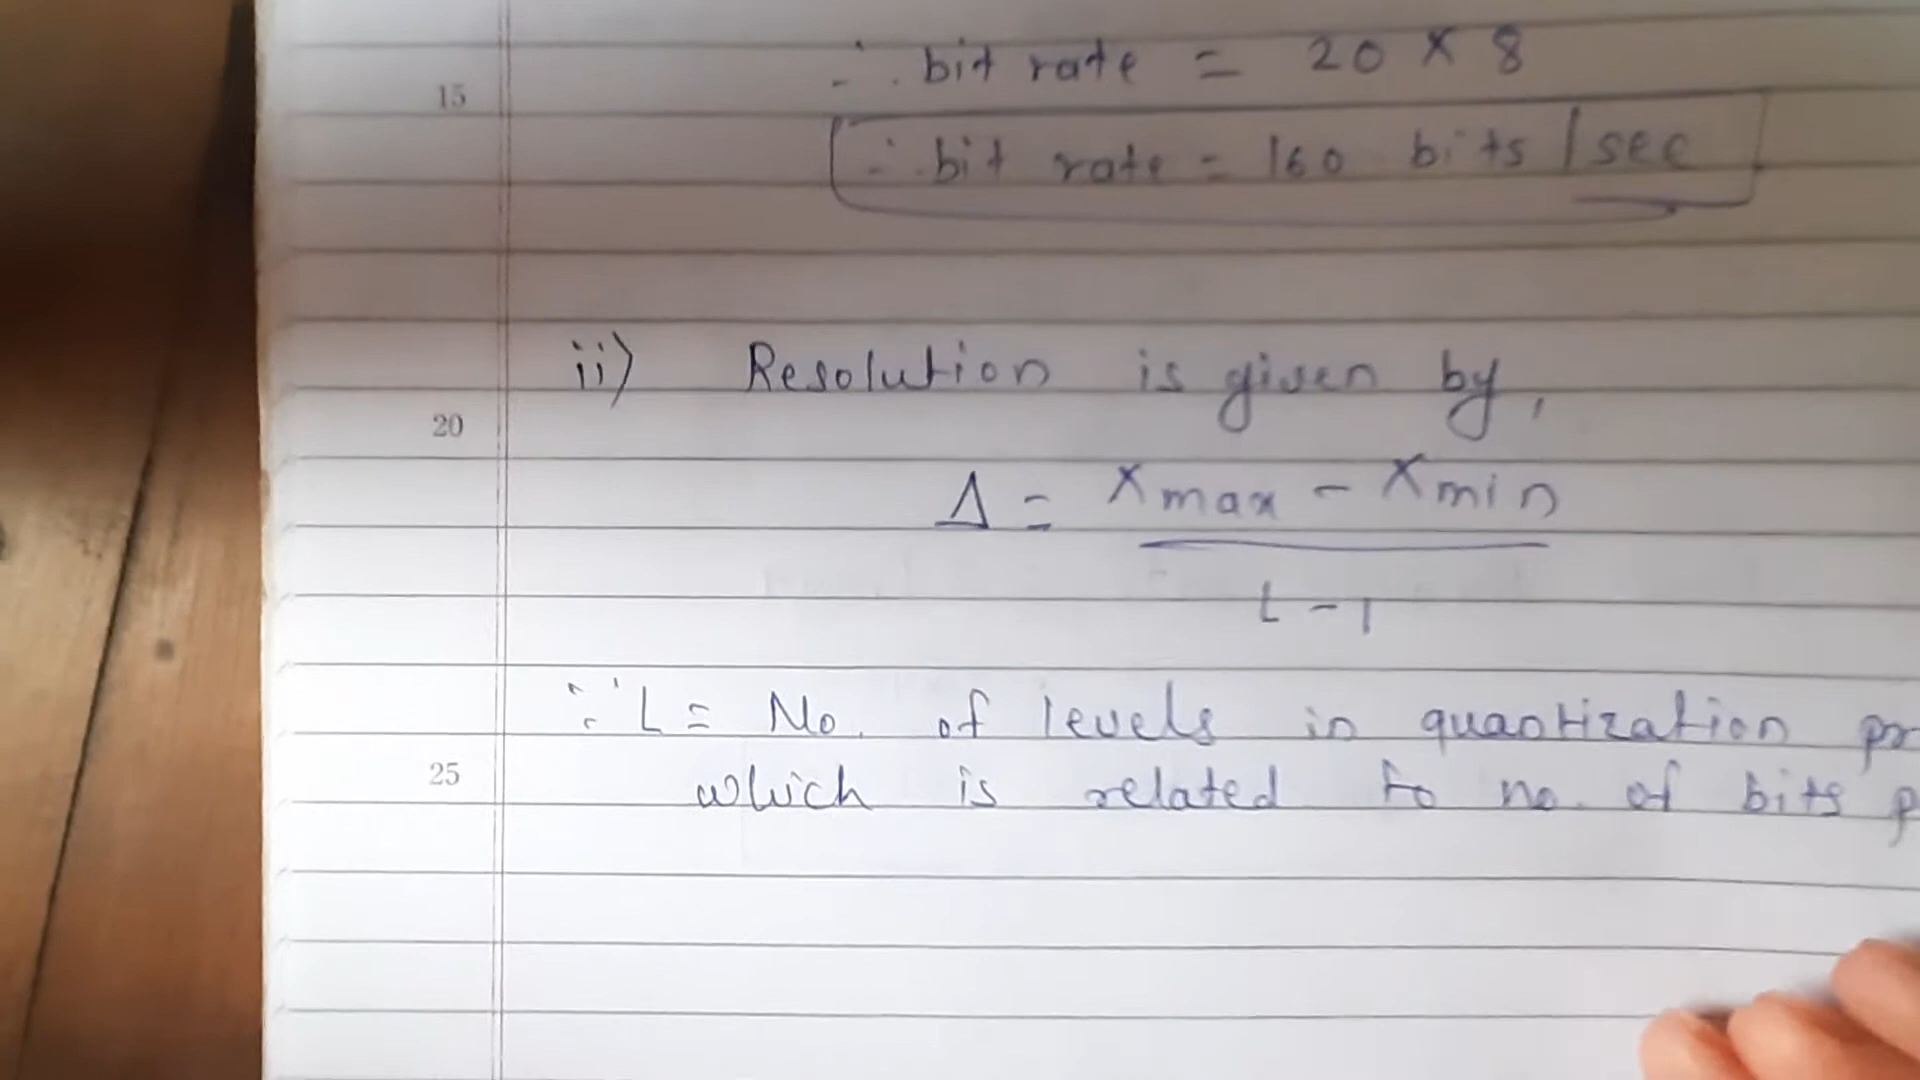 ∴ bit rate = 20 × 8
15
∴ bit rate = 160 bits/sec
ii) Resolution is given by,
20
Δ = Xmax - Xmin
L - 1
∵ L = No. of levels in quantization
25
which is related to no. of bits